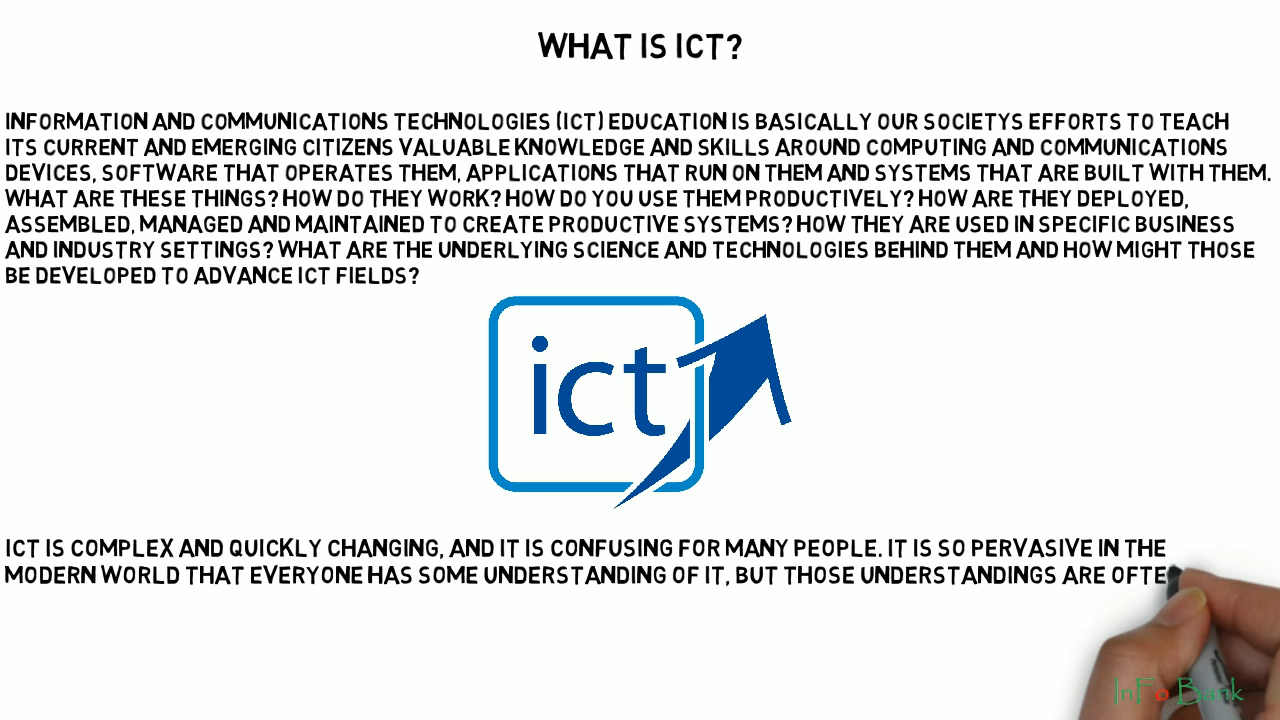 WHAT IS ICT?
INFORMATION AND COMMUNICATIONS TECHNOLOGIES (ICT) EDUCATION IS BASICALLY OUR SOCIETYS EFFORTS TO TEACH
ITS CURRENT AND EMERGING CITIZENS VALUABLE KNOWLEDGE AND SKILLS AROUND COMPUTING AND COMMUNICATIONS
DEVICES, SOFTWARE THAT OPERATES THEM, APPLICATIONS THAT RUN ON THEM AND SYSTEMS THAT ARE BUILT WITH THEM.
WHAT ARE THESE THINGS? HOW DO THEY WORK? HOW DO YOU USE THEM PRODUCTIVELY? HOW ARE THEY DEPLOYED,
ASSEMBLED, MANAGED AND MAINTAINED TO CREATE PRODUCTIVE SYSTEMS? HOW THEY ARE USED IN SPECIFIC BUSINESS
AND INDUSTRY SETTINGS? WHAT ARE THE UNDERLYING SCIENCE AND TECHNOLOGIES BEHIND THEM AND HOW MIGHT THOSE
BE DEVELOPED TO ADVANCE ICT FIELDS?
ict
ICT IS COMPLEX AND QUICKLY CHANGING, AND IT IS CONFUSING FOR MANY PEOPLE. IT IS SO PERVASIVE IN THE
MODERN WORLD THAT EVERYONE HAS SOME UNDERSTANDING OF IT, BUT THOSE UNDERSTANDINGS ARE OFTE
InFo Bank